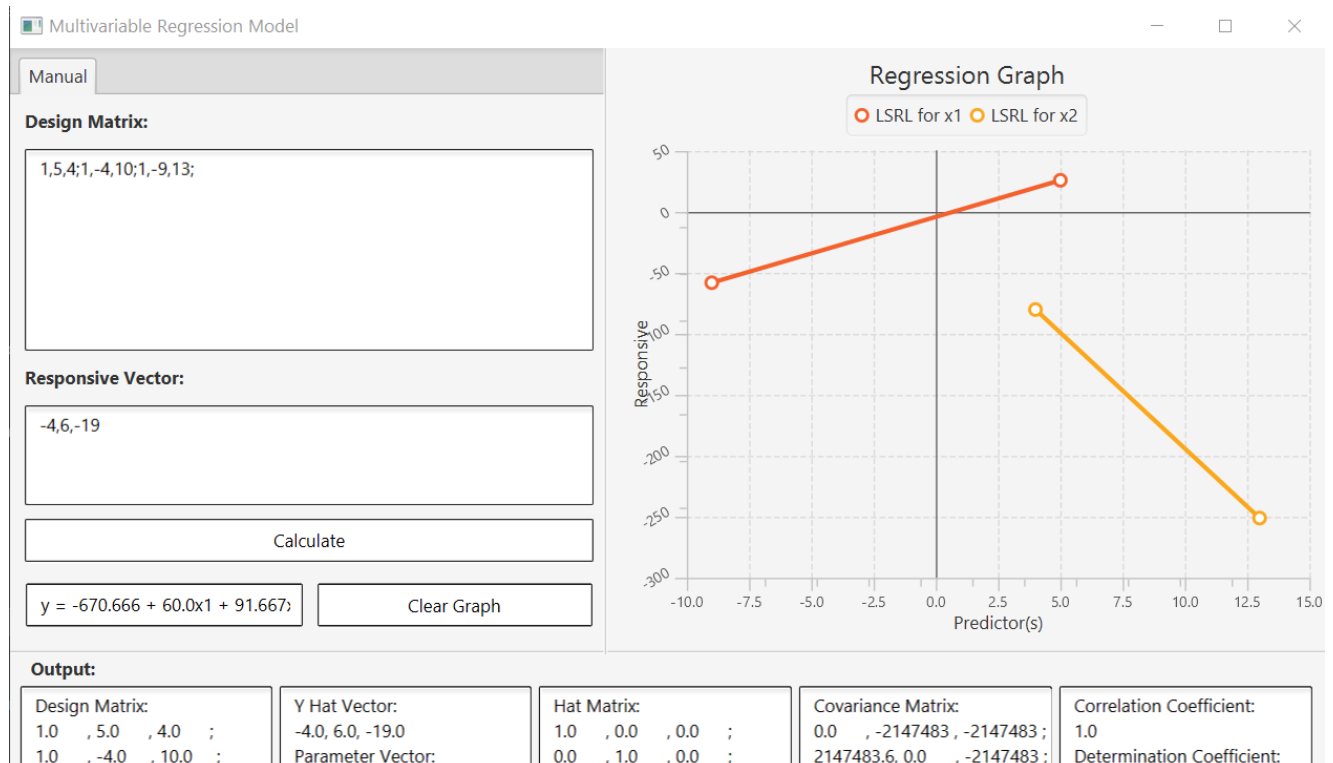 Multivariable Regression Model
Manual
Design Matrix:
1,5,4;1,-4,10;1,-9,13;
Responsive Vector:
-4,6,-19
Calculate
y = -670.666 + 60.0x1 + 91.667
Clear Graph
Regression Graph
LSRL for x1 LSRL for x2
50
0
-50
-100
-150
-200
-250
-300
Responsive
-10.0 -7.5 -5.0 -2.5 0.0 2.5 5.0 7.5 10.0 12.5 15.0
Predictor(s)
Output:
Design Matrix:
1.0 , 5.0 , 4.0 ;
1.0 , -4.0 , 10.0 ;
Y Hat Vector:
-4.0, 6.0, -19.0
Parameter Vector:
Hat Matrix:
1.0 , 0.0 , 0.0 ;
0.0 , 1.0 , 0.0 ;
Covariance Matrix:
0.0 , -2147483 , -2147483 ;
2147483.6, 0.0 , -2147483 ;
Correlation Coefficient:
1.0
Determination Coefficient: